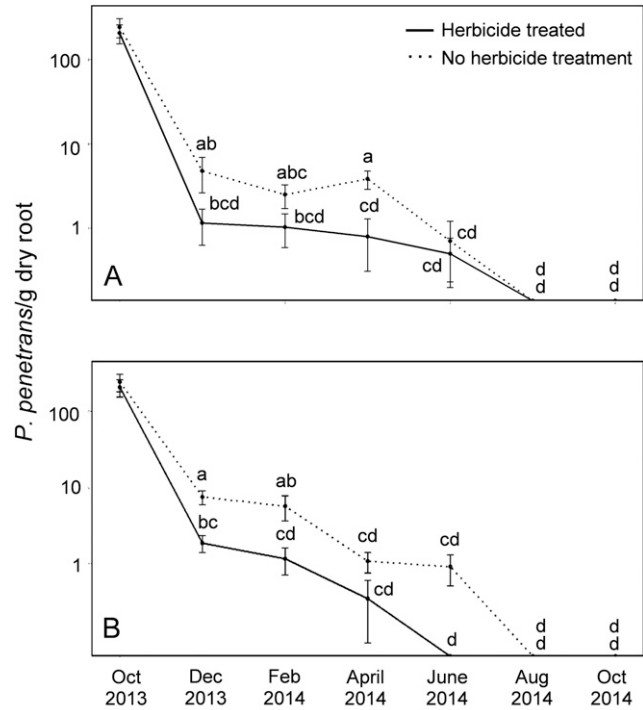 Herbicide treated
No herbicide treatment
P. penetrans/g dry root
100
10
1
ab
abc
a
bcd
bcd
cd
cd
cd
d
d
d
d
A
100
10
1
a
ab
bc
cd
cd
cd
cd
d
d
d
d
d
B
Oct
2013
Dec
2013
Feb
2014
April
2014
June
2014
Aug
2014
Oct
2014